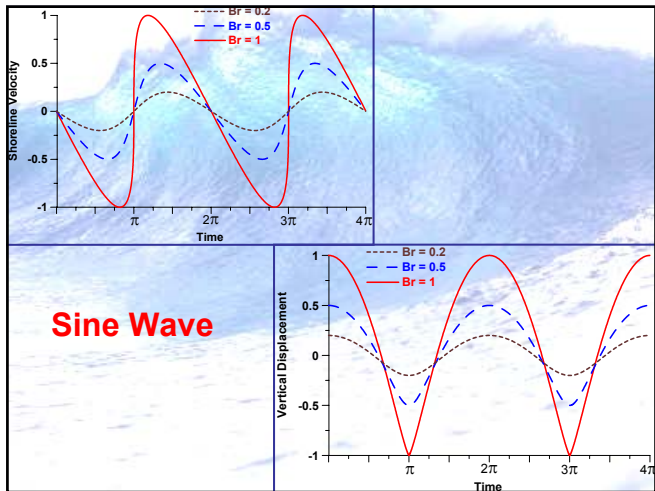 Br = 0.2
Br = 0.5
Br = 1
Shoreline Velocity
1
0.5
0
-0.5
-1
π
2π
3π
4π
Time
Sine Wave
Br = 0.2
Br = 0.5
Br = 1
Vertical Displacement
1
0.5
0
-0.5
-1
π
2π
3π
4π
Time